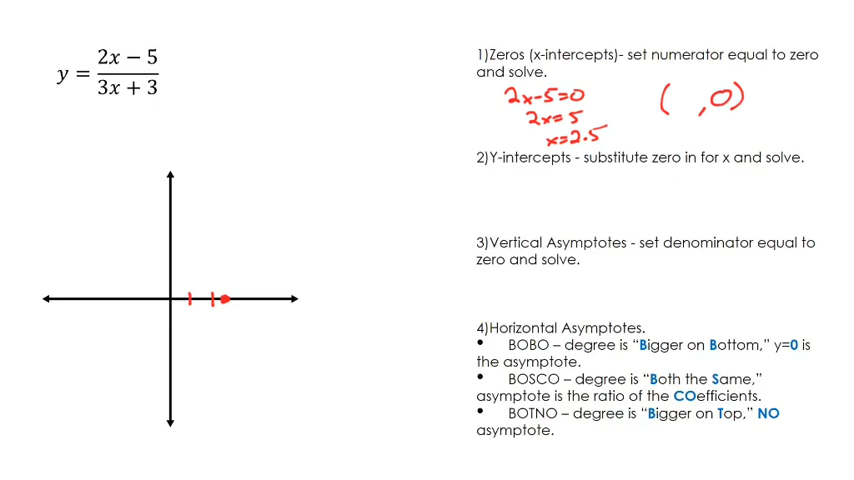 y = (2x − 5)/(3x + 3)
1)Zeros (x-intercepts)- set numerator equal to zero
and solve.
2x-5=0
2x=5
x=2.5
( ,0)
2)Y-intercepts - substitute zero in for x and solve.
3)Vertical Asymptotes - set denominator equal to
zero and solve.
4)Horizontal Asymptotes.
• BOBO – degree is “Bigger on Bottom,” y=0 is
the asymptote.
• BOSCO – degree is “Both the Same,”
asymptote is the ratio of the COefficients.
• BOTNO – degree is “Bigger on Top,” NO
asymptote.